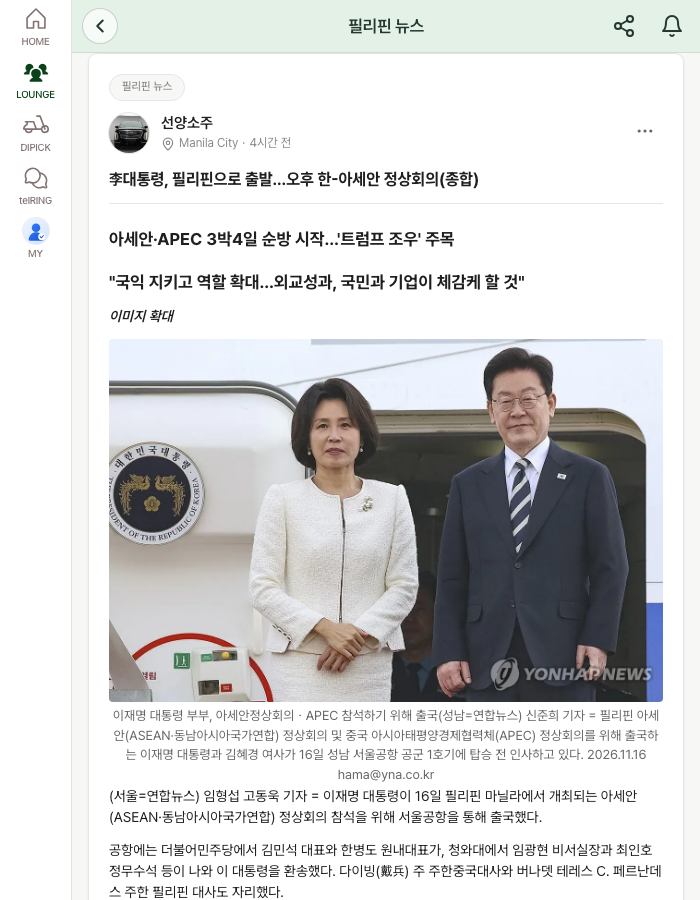 HOME
LOUNGE
DIPICK
telRING
MY
필리핀 뉴스
필리핀 뉴스
선양소주
Manila City · 4시간 전
李대통령, 필리핀으로 출발...오후 한-아세안 정상회의(종합)
아세안·APEC 3박4일 순방 시작...'트럼프 조우' 주목
"국익 지키고 역할 확대...외교성과, 국민과 기업이 체감케 할 것"
이미지 확대
대한민국대통령
PRESIDENT OF THE REPUBLIC OF KOREA
YONHAPNEWS
이재명 대통령 부부, 아세안정상회의 · APEC 참석하기 위해 출국(성남=연합뉴스) 신준희 기자 = 필리핀 아세
안(ASEAN·동남아시아국가연합) 정상회의 및 중국 아시아태평양경제협력체(APEC) 정상회의를 위해 출국하
는 이재명 대통령과 김혜경 여사가 16일 성남 서울공항 공군 1호기에 탑승 전 인사하고 있다. 2026.11.16
hama@yna.co.kr
(서울=연합뉴스) 임형섭 고동욱 기자 = 이재명 대통령이 16일 필리핀 마닐라에서 개최되는 아세안
(ASEAN·동남아시아국가연합) 정상회의 참석을 위해 서울공항을 통해 출국했다.
공항에는 더불어민주당에서 김민석 대표와 한병도 원내대표가, 청와대에서 임광현 비서실장과 최인호
정무수석 등이 나와 이 대통령을 환송했다. 다이빙(戴兵) 주 주한중국대사와 버나뎃 테레스 C. 페르난데
스 주한 필리핀 대사도 자리했다.